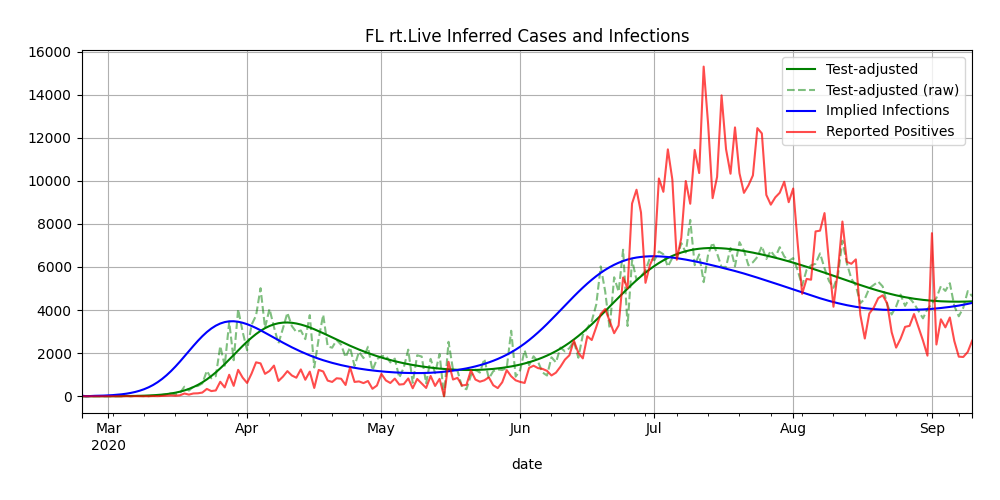 FL rt.Live Inferred Cases and Infections
16000
14000
12000
10000
8000
6000
4000
2000
0
Test-adjusted
Test-adjusted (raw)
Implied Infections
Reported Positives
Mar Apr May Jun Jul Aug Sep
2020
date